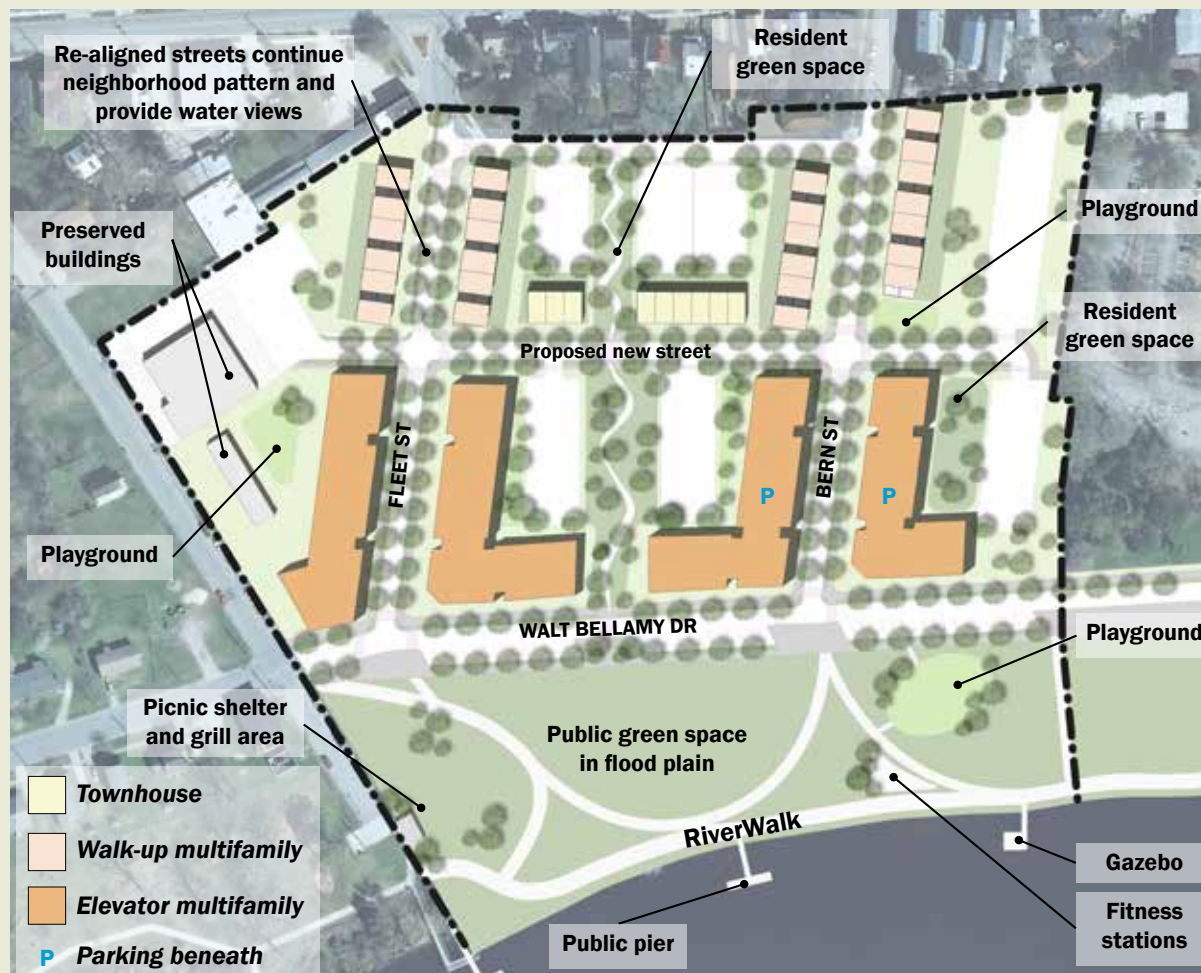 Re-aligned streets continue
neighborhood pattern and
provide water views
Resident
green space
Preserved
buildings
Playground
Resident
green space
Proposed new street
FLEET ST
BERN ST
P
P
Playground
WALT BELLAMY DR
Playground
Picnic shelter
and grill area
Public green space
in flood plain
RiverWalk
Townhouse
Walk-up multifamily
Elevator multifamily
P Parking beneath
Public pier
Gazebo
Fitness
stations